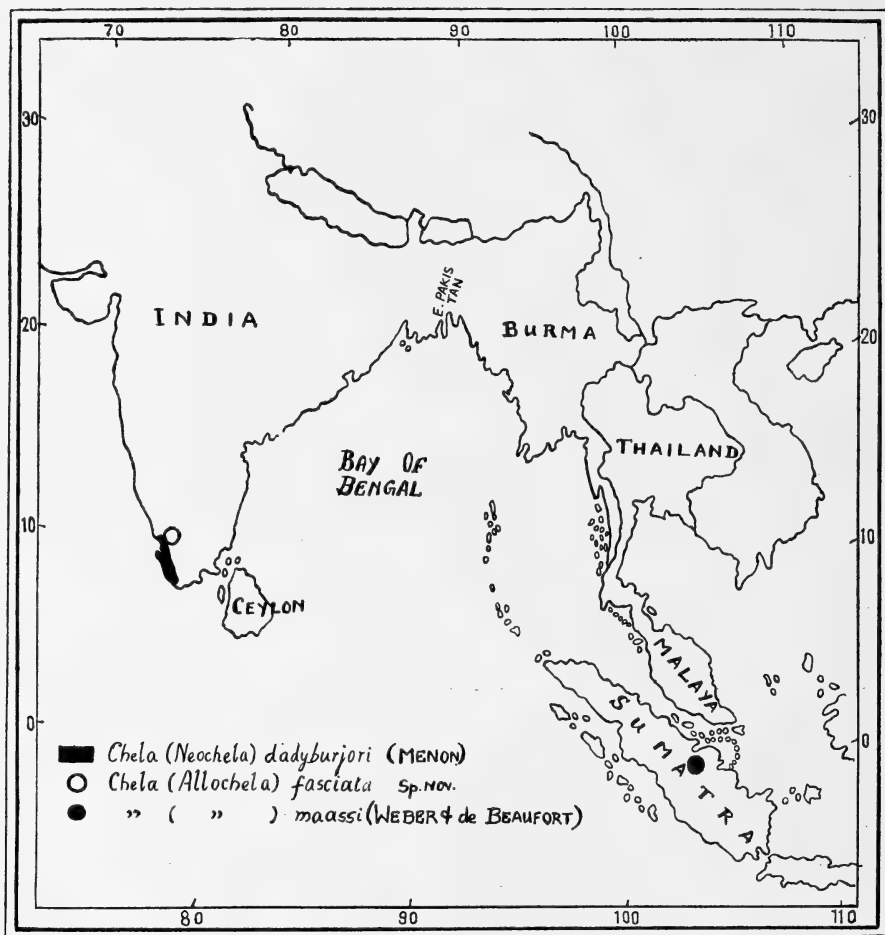 70 80 90 100 110
30 30
E. PAKIS
TAN
INDIA
BURMA
20 20
THAILAND
BAY OF
BENGAL
10 10
CEYLON
MALAYA
SUMATRA
0 0
Chela (Neochela) dadyburjori (MENON)
Chela (Allochela) fasciata Sp. NOV.
" ( " ) maassi (WEBER & de BEAUFORT)
80 90 100 110